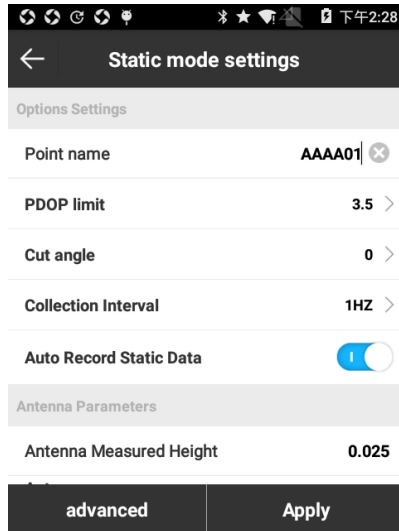 下午2:28
Static mode settings
Options Settings
Point name AAAA01
PDOP limit 3.5
Cut angle 0
Collection Interval 1HZ
Auto Record Static Data
Antenna Parameters
Antenna Measured Height 0.025
advanced Apply